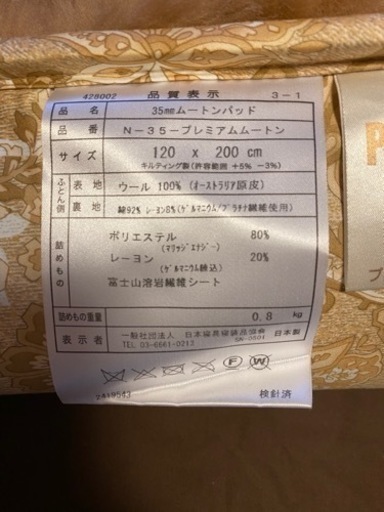 428002 品質表示 3-1
品名 35mmムートンパッド
品番 N-35-プレミアムムートン
サイズ 120 x 200 cm
キルティング製(許容範囲 +5% -3%)
ふとん側 表地 ウール 100% (オーストラリア原皮)
裏地 綿92% レーヨン8%(ゲルマニウム/プラチナ繊維使用)
詰めもの ポリエステル 80%
(マリッジエナジー)
レーヨン 20%
(ゲルマニウム練込)
富士山溶岩繊維シート
詰めもの重量 0.8 kg
表示者 一般社団法人 日本寝具寝装品協会 日本製
TEL 03-6661-0213 SN-0501
F W
2419543 検針済
P
プ